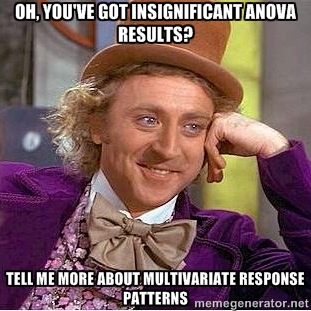 OH, YOU'VE GOT INSIGNIFICANT ANOVA
RESULTS?
TELL ME MORE ABOUT MULTIVARIATE RESPONSE
PATTERNS
memegenerator.net